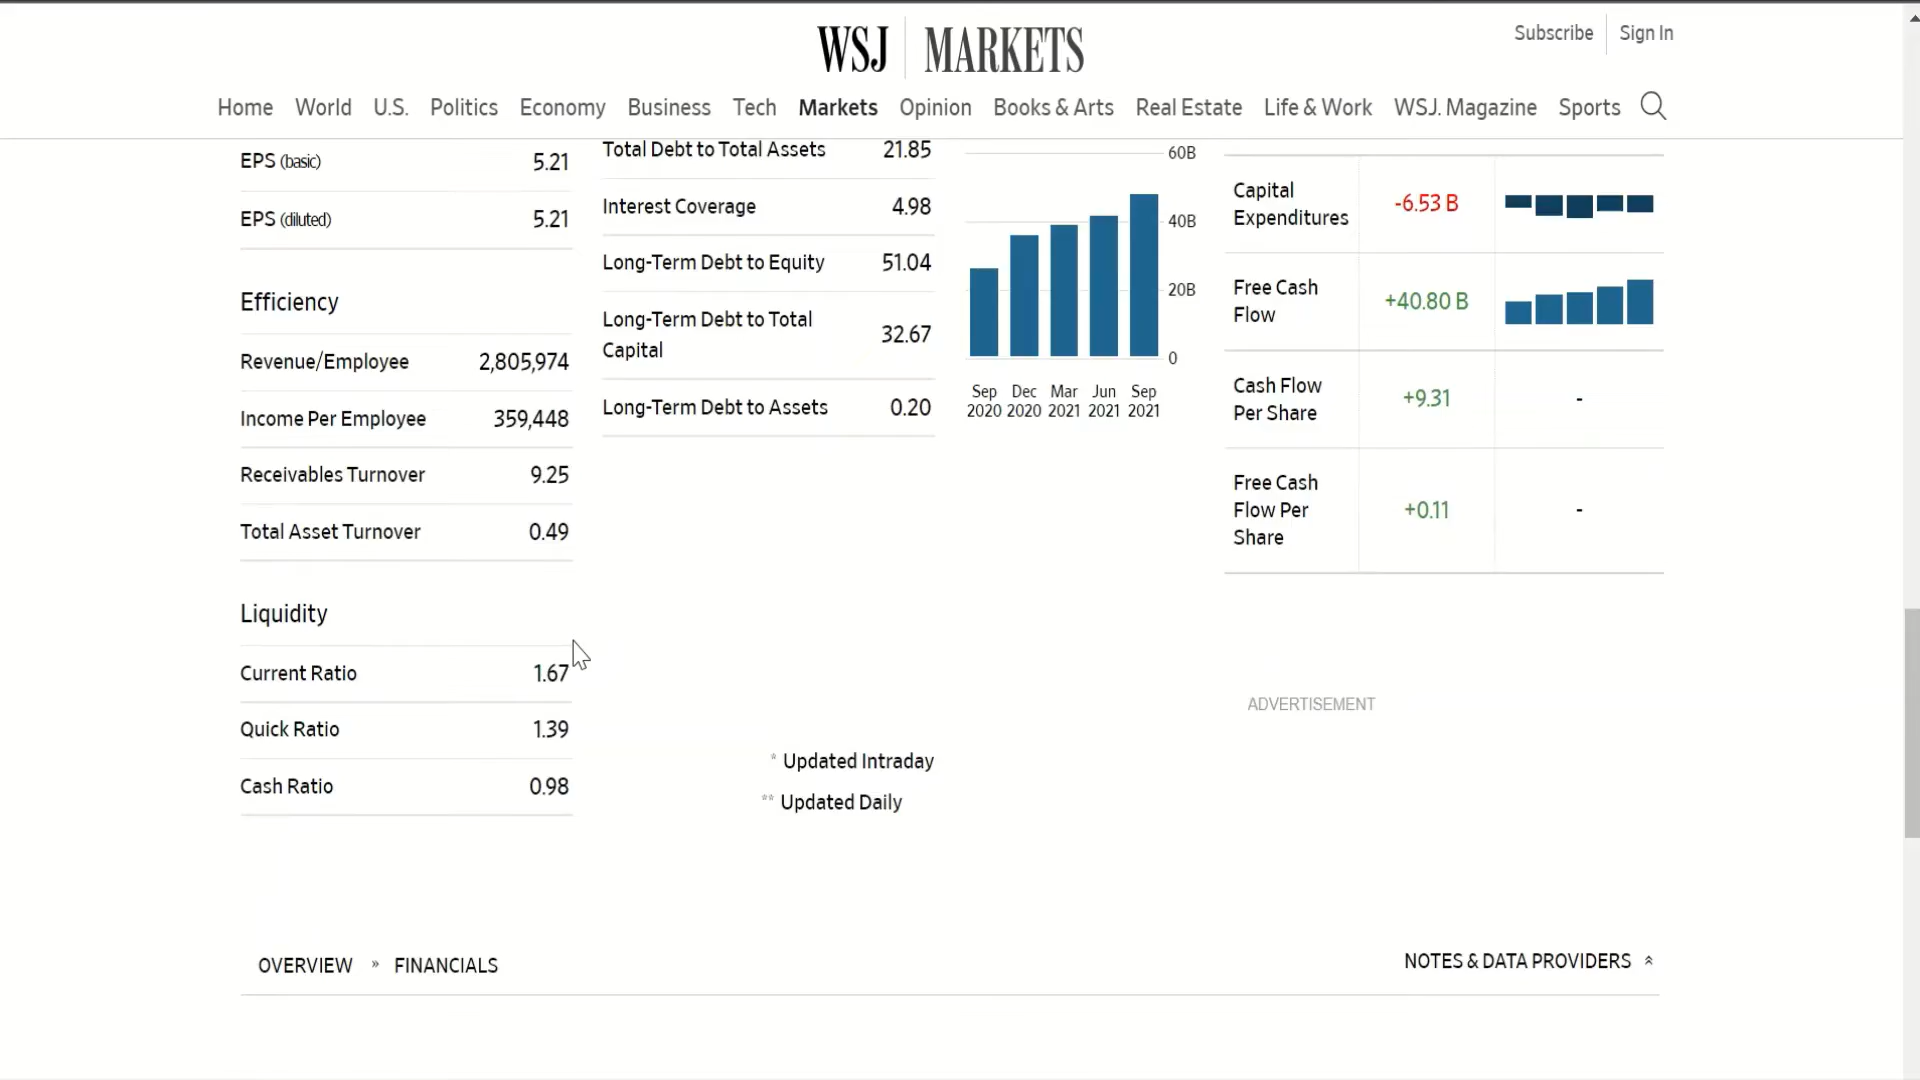 WSJ MARKETS
Subscribe Sign In
Home World U.S. Politics Economy Business Tech Markets Opinion Books & Arts Real Estate Life & Work WSJ. Magazine Sports
EPS (basic) 5.21
EPS (diluted) 5.21
Efficiency
Revenue/Employee 2,805,974
Income Per Employee 359,448
Receivables Turnover 9.25
Total Asset Turnover 0.49
Liquidity
Current Ratio 1.67
Quick Ratio 1.39
Cash Ratio 0.98
Total Debt to Total Assets 21.85
Interest Coverage 4.98
Long-Term Debt to Equity 51.04
Long-Term Debt to Total
Capital 32.67
Long-Term Debt to Assets 0.20
* Updated Intraday
** Updated Daily
60B
40B
20B
0
Sep Dec Mar Jun Sep
2020 2020 2021 2021 2021
Capital
Expenditures -6.53 B
Free Cash
Flow +40.80 B
Cash Flow
Per Share +9.31 -
Free Cash
Flow Per
Share +0.11 -
ADVERTISEMENT
OVERVIEW » FINANCIALS
NOTES & DATA PROVIDERS